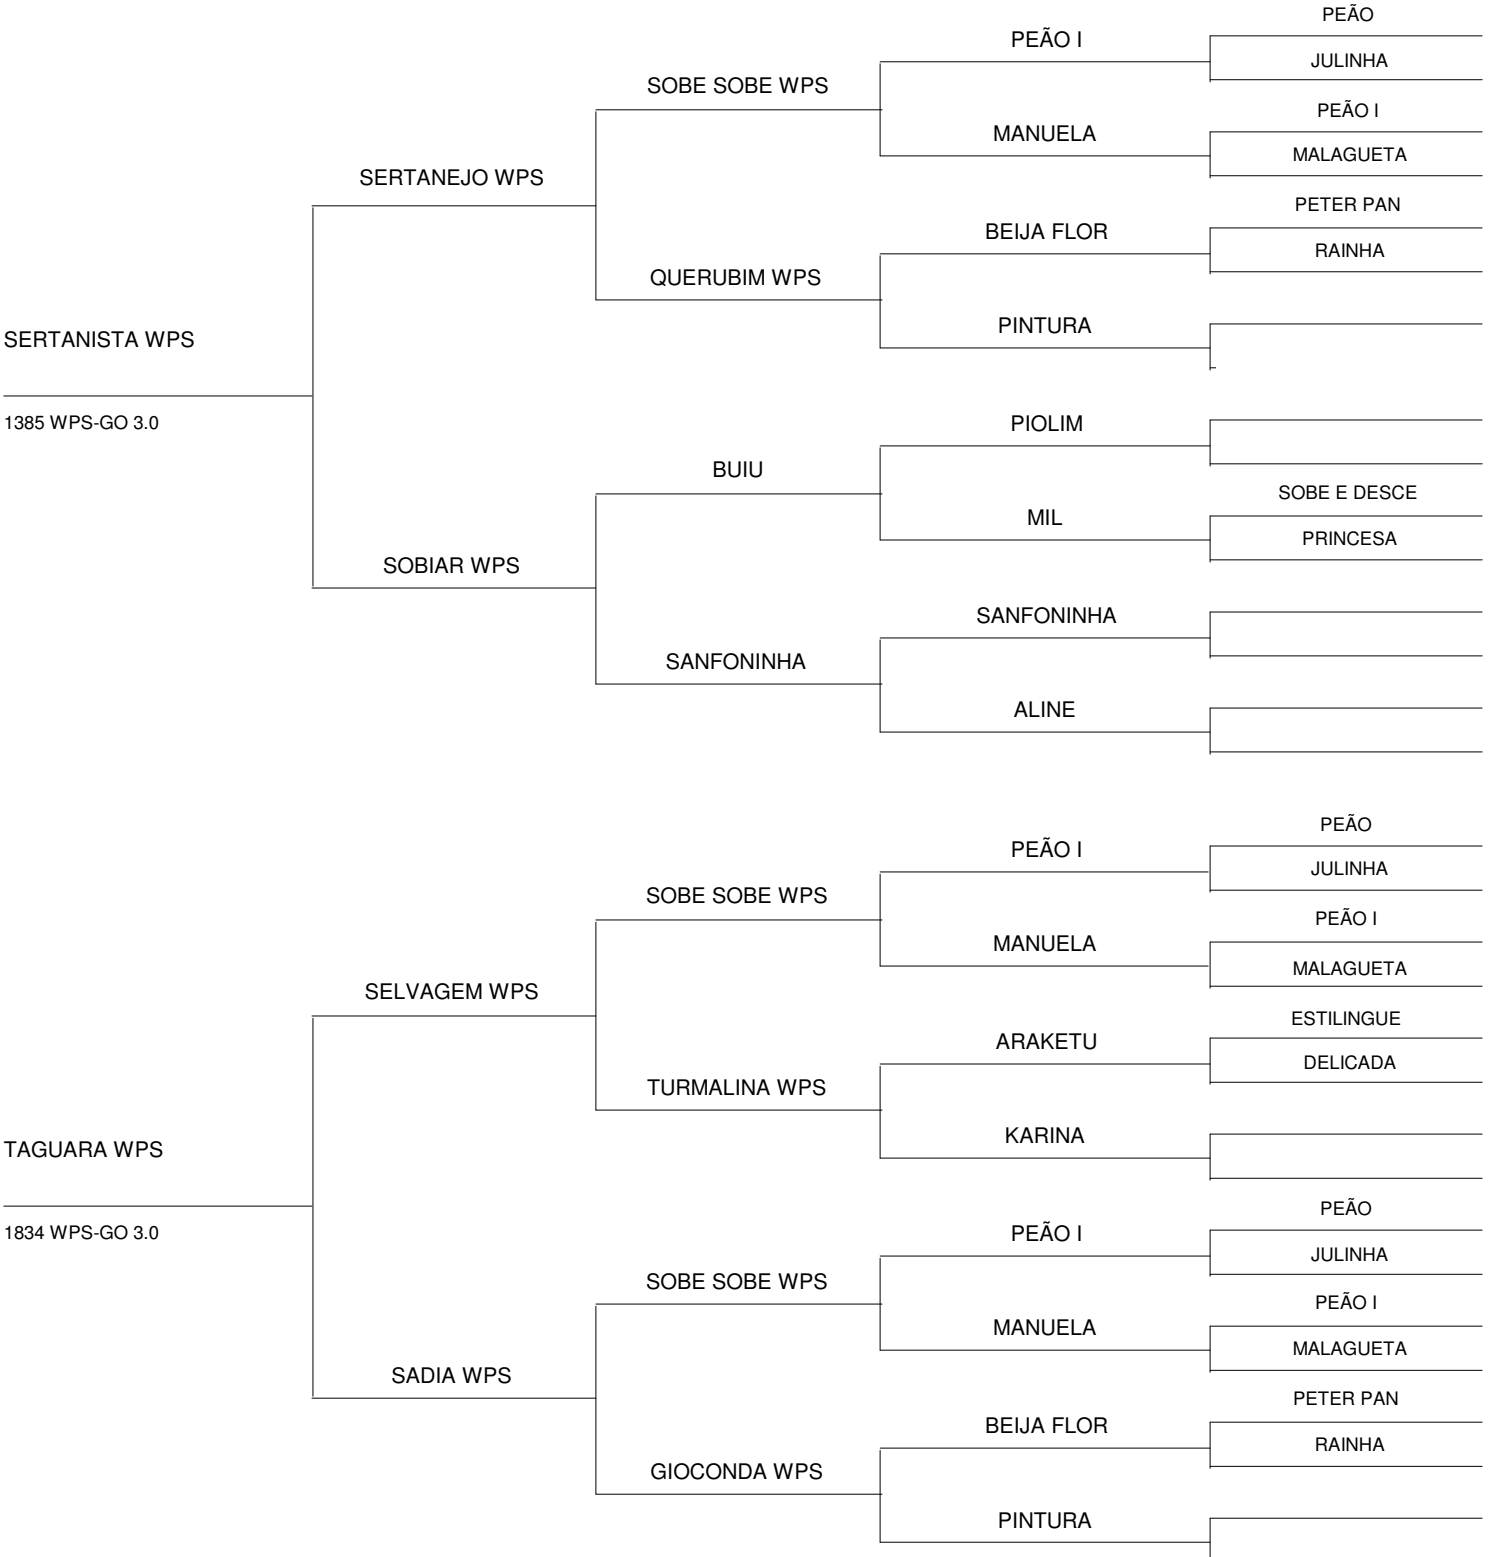 PEÃO
PEÃO I
JULINHA
SOBE SOBE WPS
PEÃO I
MANUELA
MALAGUETA
SERTANEJO WPS
PETER PAN
BEIJA FLOR
RAINHA
QUERUBIM WPS
PINTURA
SERTANISTA WPS
1385 WPS-GO 3.0
PIOLIM
BUIU
SOBE E DESCE
MIL
PRINCESA
SOBIAR WPS
SANFONINHA
SANFONINHA
ALINE
PEÃO
PEÃO I
JULINHA
SOBE SOBE WPS
PEÃO I
MANUELA
MALAGUETA
SELVAGEM WPS
ESTILINGUE
ARAKETU
DELICADA
TURMALINA WPS
KARINA
TAGUARA WPS
1834 WPS-GO 3.0
PEÃO
PEÃO I
JULINHA
SOBE SOBE WPS
PEÃO I
MANUELA
MALAGUETA
SADIA WPS
PETER PAN
BEIJA FLOR
RAINHA
GIOCONDA WPS
PINTURA